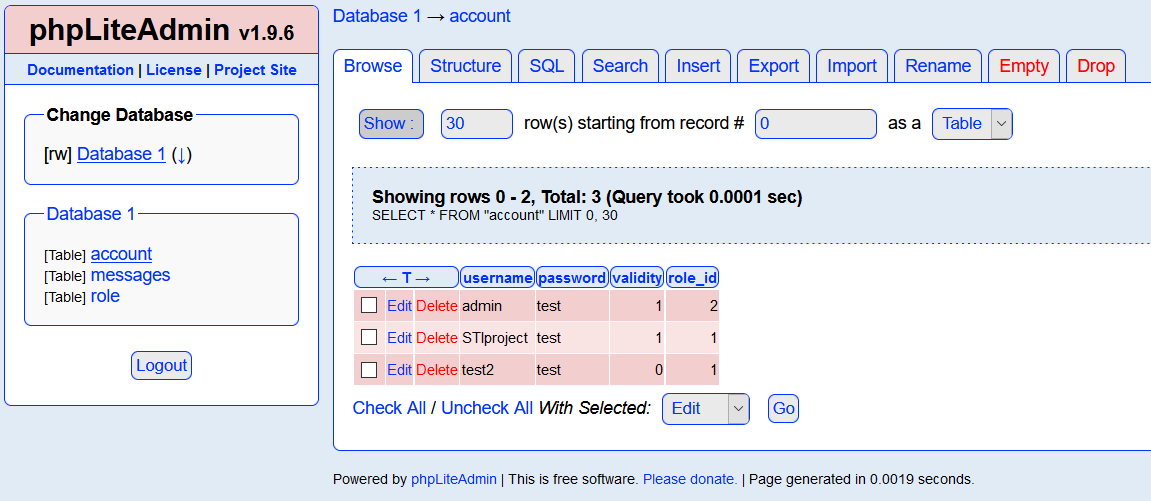 phpLiteAdmin v1.9.6
Documentation | License | Project Site
Change Database
[rw] Database 1 (↓)
Database 1
[Table] account
[Table] messages
[Table] role
Logout
Database 1 → account
Browse Structure SQL Search Insert Export Import Rename Empty Drop
Show : 30 row(s) starting from record # 0 as a Table
Showing rows 0 - 2, Total: 3 (Query took 0.0001 sec)
SELECT * FROM "account" LIMIT 0, 30
← T → username password validity role_id
Edit Delete admin test 1 2
Edit Delete STIproject test 1 1
Edit Delete test2 test 0 1
Check All / Uncheck All With Selected: Edit Go
Powered by phpLiteAdmin | This is free software. Please donate. | Page generated in 0.0019 seconds.